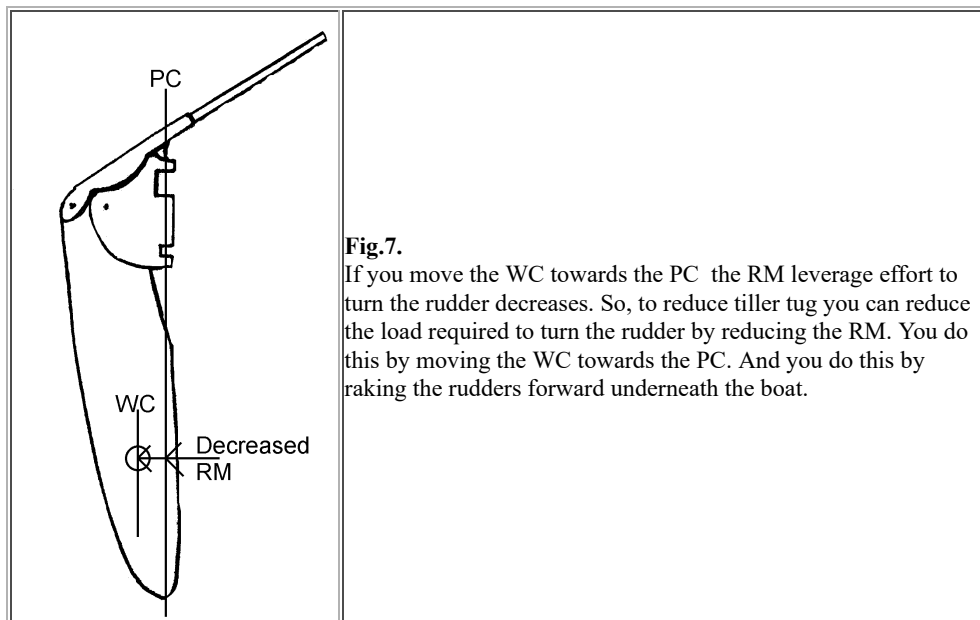 PC
WC
Decreased
RM
Fig.7.
If you move the WC towards the PC  the RM leverage effort to
turn the rudder decreases. So, to reduce tiller tug you can reduce
the load required to turn the rudder by reducing the RM. You do
this by moving the WC towards the PC. And you do this by
raking the rudders forward underneath the boat.